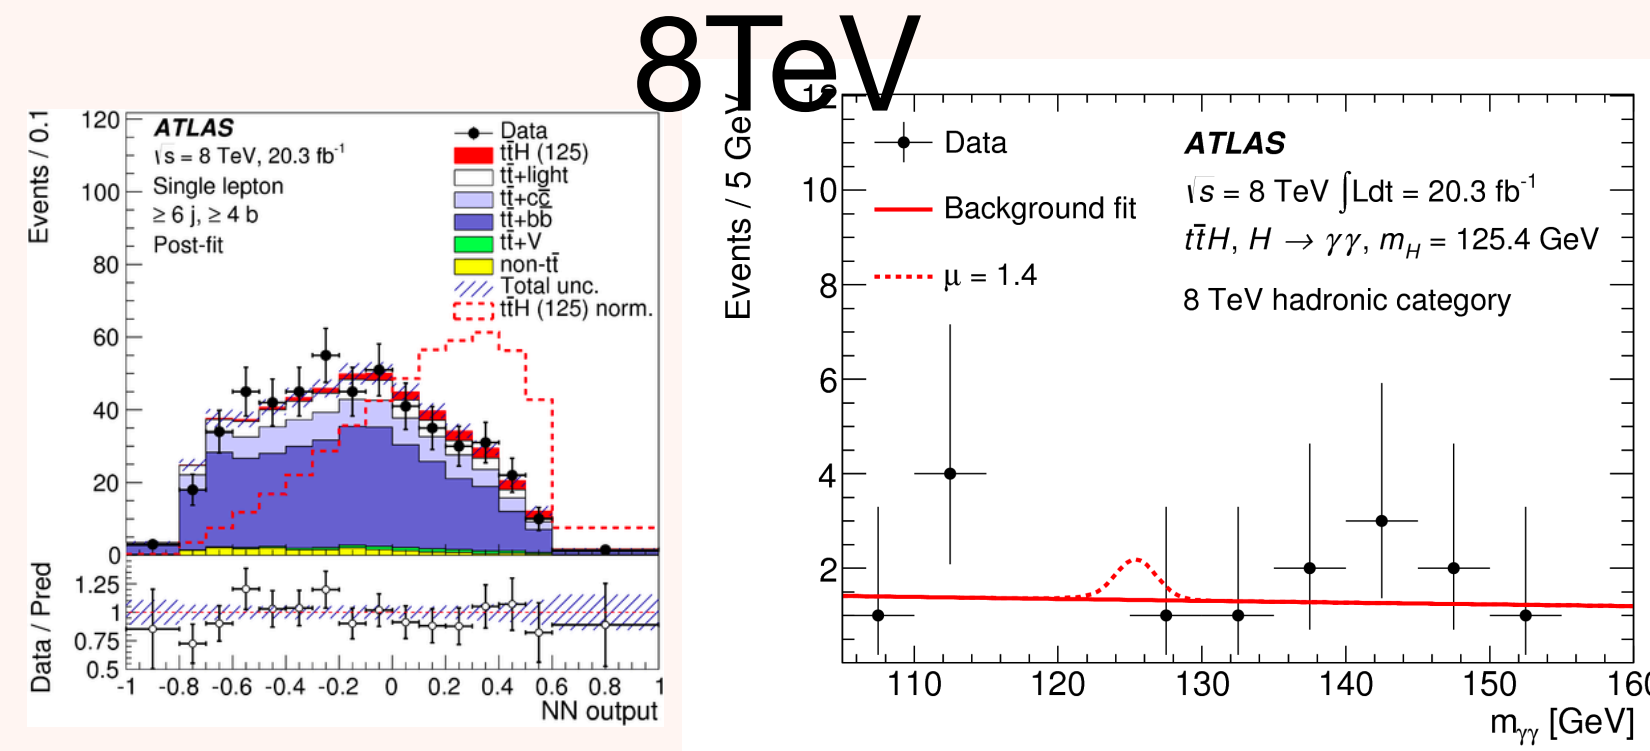 8TeV
Events / 0.1
120
100
80
60
40
20
0
ATLAS
√s = 8 TeV, 20.3 fb⁻¹
Single lepton
≥ 6 j, ≥ 4 b
Post-fit
Data
tt̄H (125)
tt̄+light
tt̄+cc̄
tt̄+bb̄
tt̄+V
non-tt̄
Total unc.
tt̄H (125) norm.
Data / Pred
1.25
1
0.75
0.5
-1 -0.8 -0.6 -0.4 -0.2 0 0.2 0.4 0.6 0.8 1
NN output
Events / 5 GeV
12
10
8
6
4
2
Data
Background fit
μ = 1.4
ATLAS
√s = 8 TeV ∫Ldt = 20.3 fb⁻¹
tt̄H, H → γγ, m_H = 125.4 GeV
8 TeV hadronic category
110 120 130 140 150 160
m_γγ [GeV]